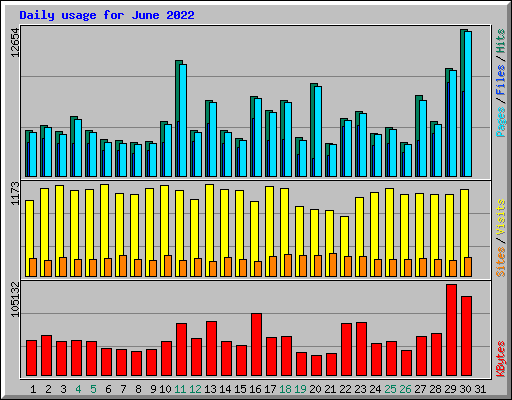 Daily usage for June 2022
12654
Pages / Files / Hits
1173
Sites / Visits
105132
KBytes
1 2 3 4 5 6 7 8 9 10 11 12 13 14 15 16 17 18 19 20 21 22 23 24 25 26 27 28 29 30 31